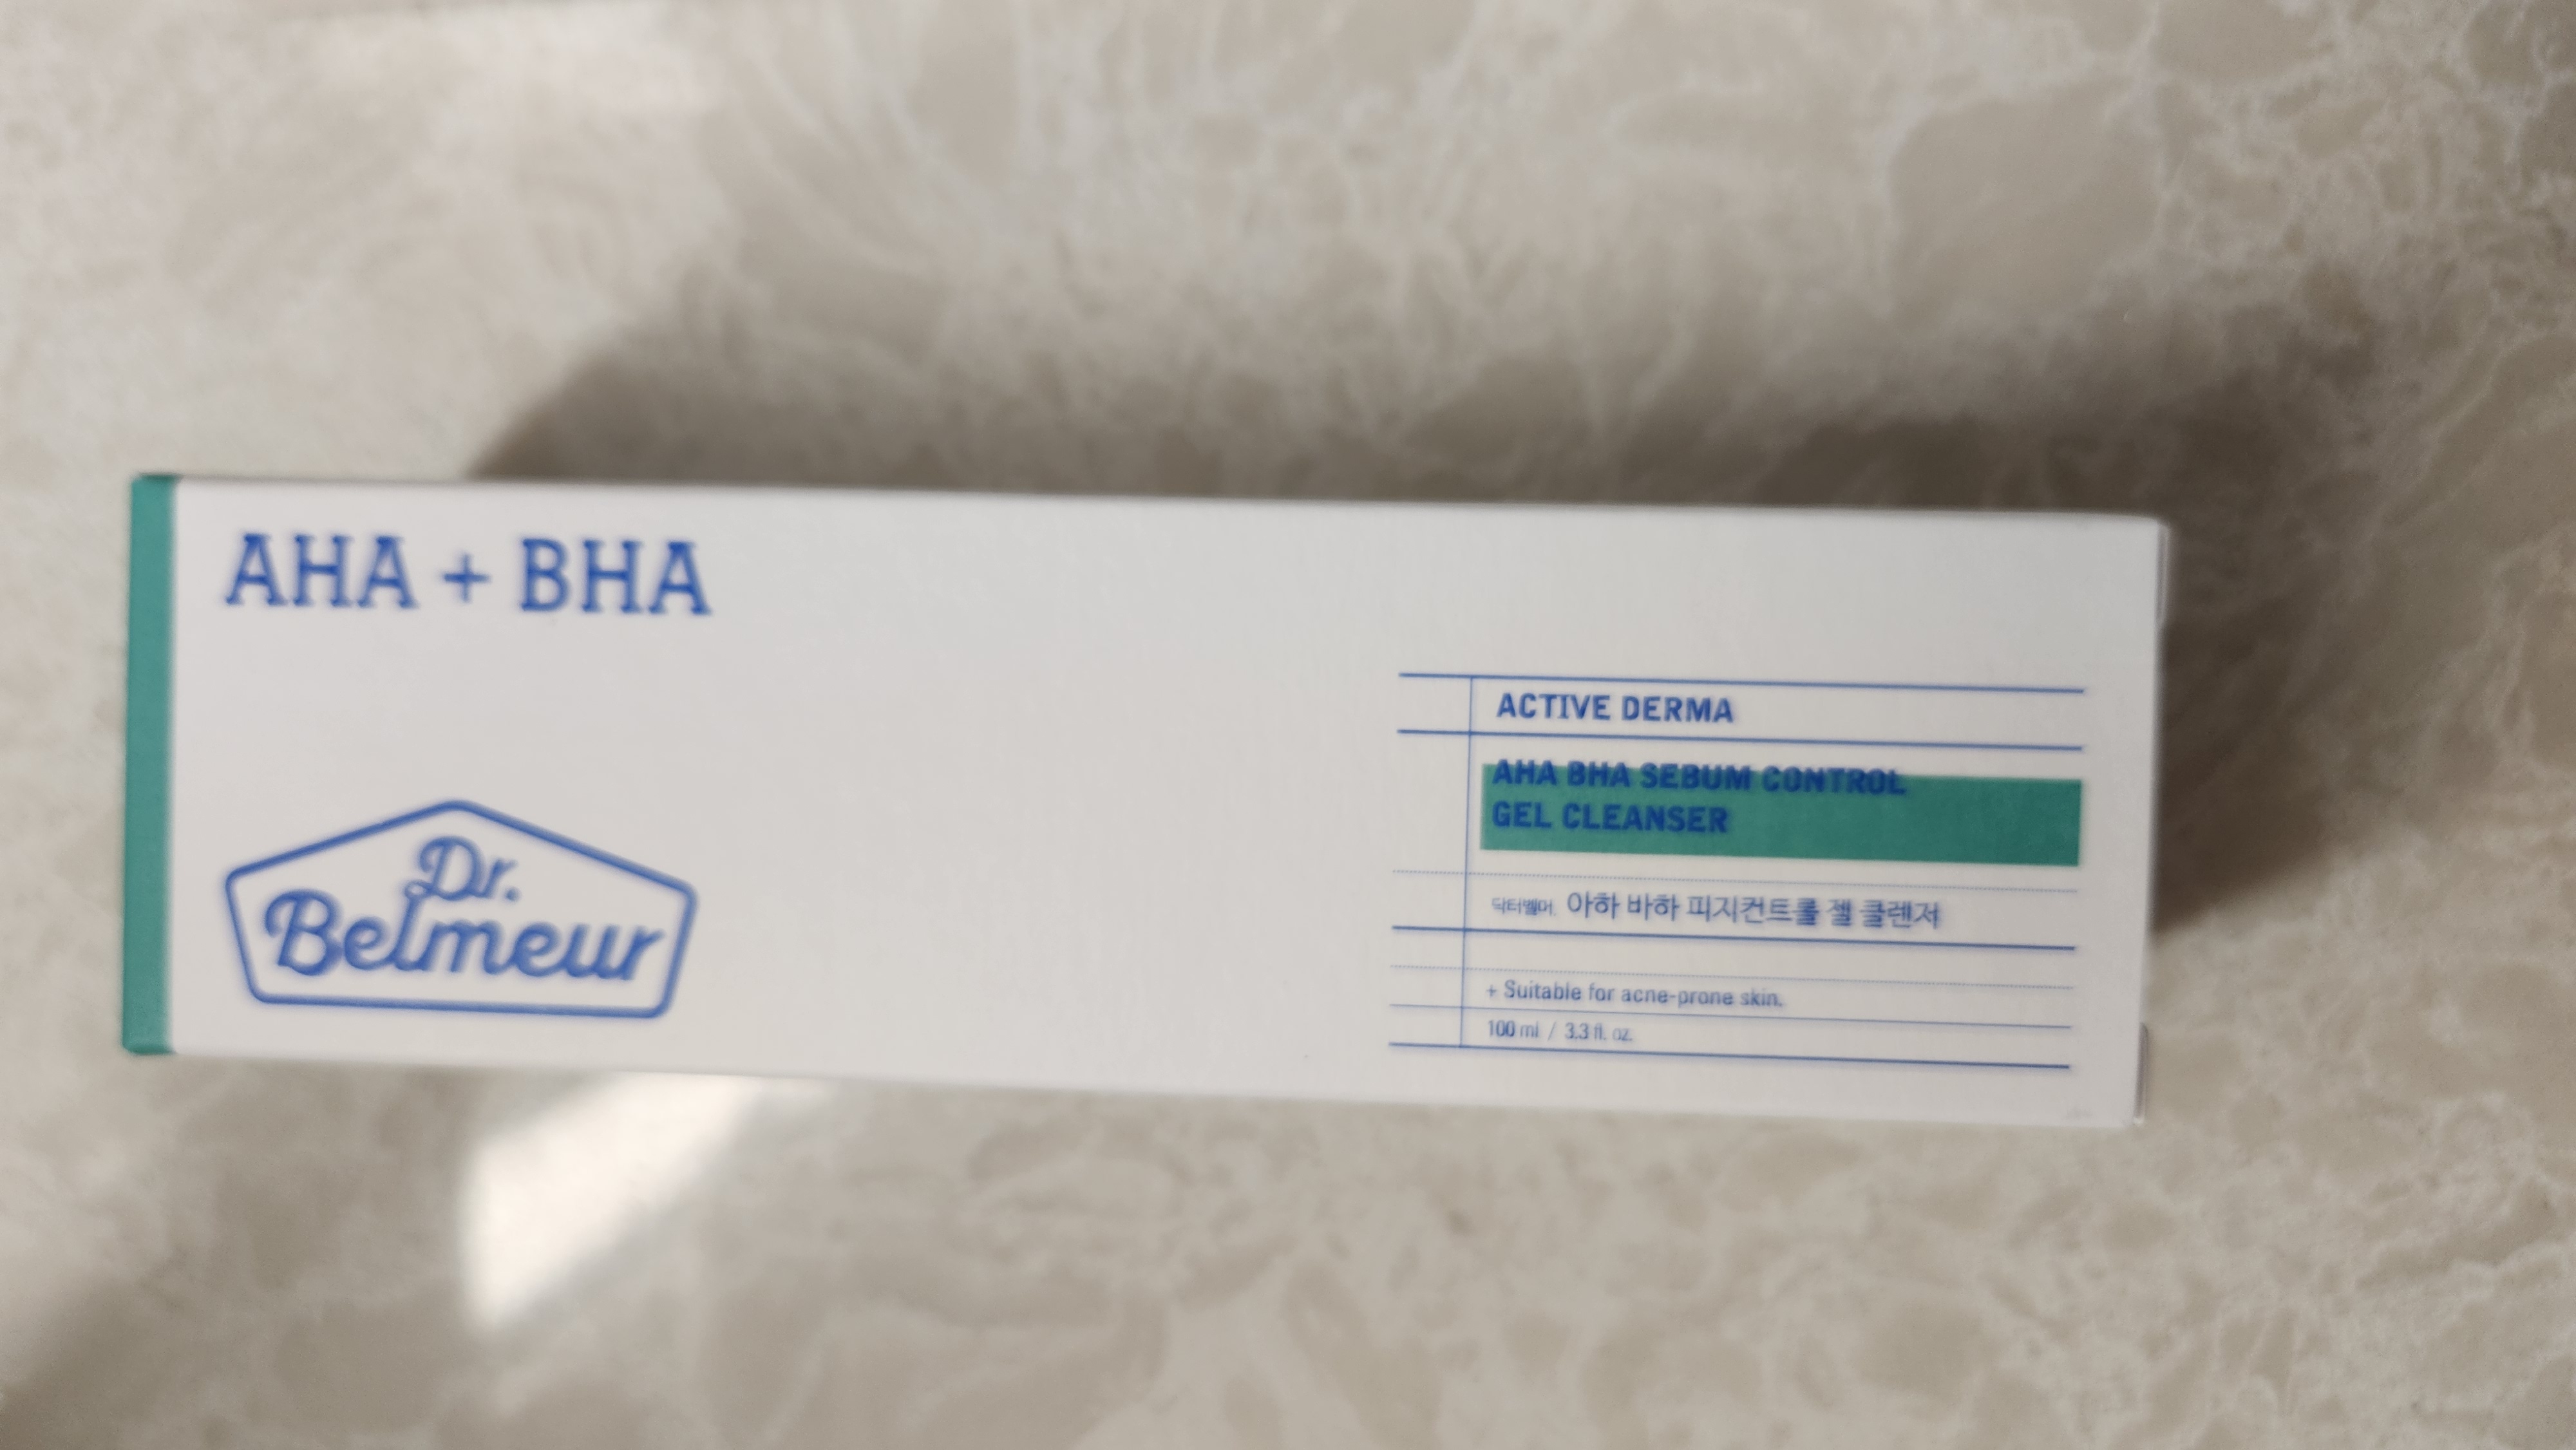 AHA + BHA
Dr.
Belmeur
ACTIVE DERMA
AHA BHA SEBUM CONTROL
GEL CLEANSER
닥터벨머 아하 바하 피지컨트롤 젤 클렌저
+ Suitable for acne-prone skin.
100 ml / 3.3 fl. oz.